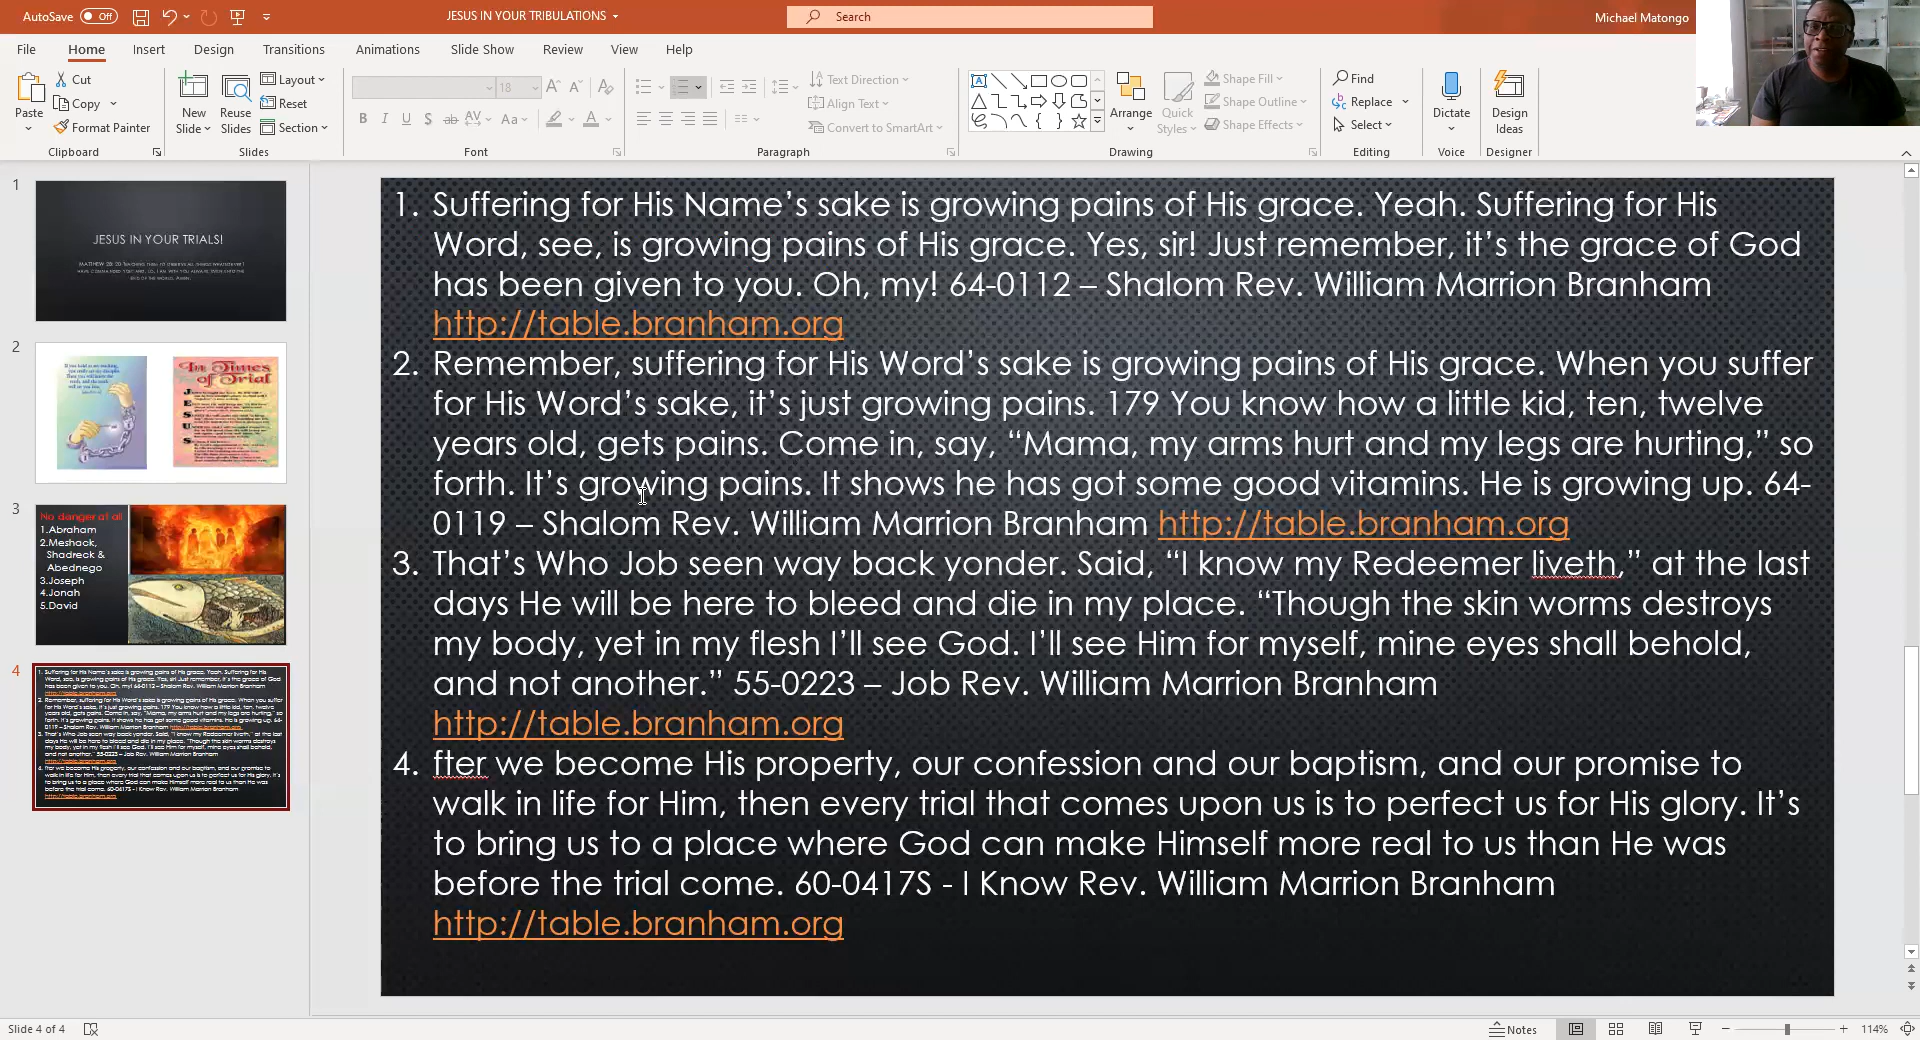 AutoSave Off JESUS IN YOUR TRIBULATIONS Search Michael Matongo
File Home Insert Design Transitions Animations Slide Show Review View Help
Paste Cut Copy Format Painter Clipboard
New Slide Reuse Slides Layout Reset Section Slides
18 Font
Text Direction Align Text Convert to SmartArt Paragraph
Arrange Quick Styles Shape Fill Shape Outline Shape Effects Drawing
Find Replace Select Editing
Dictate Voice
Design Ideas Designer
1
JESUS IN YOUR TRIALS!
2
In Times
of Trial
3
No danger at all
1.Abraham
2.Meshack,
Shadreck &
Abednego
3.Joseph
4.Jonah
5.David
4
1. Suffering for His Name’s sake is growing pains of His grace. Yeah. Suffering for His
Word, see, is growing pains of His grace. Yes, sir! Just remember, it’s the grace of God
has been given to you. Oh, my! 64-0112 – Shalom Rev. William Marrion Branham
http://table.branham.org
2. Remember, suffering for His Word’s sake is growing pains of His grace. When you suffer
for His Word’s sake, it’s just growing pains. 179 You know how a little kid, ten, twelve
years old, gets pains. Come in, say, “Mama, my arms hurt and my legs are hurting,” so
forth. It’s growing pains. It shows he has got some good vitamins. He is growing up. 64-
0119 – Shalom Rev. William Marrion Branham http://table.branham.org
3. That’s Who Job seen way back yonder. Said, “I know my Redeemer liveth,” at the last
days He will be here to bleed and die in my place. “Though the skin worms destroys
my body, yet in my flesh I’ll see God. I’ll see Him for myself, mine eyes shall behold,
and not another.” 55-0223 – Job Rev. William Marrion Branham
http://table.branham.org
4. fter we become His property, our confession and our baptism, and our promise to
walk in life for Him, then every trial that comes upon us is to perfect us for His glory. It’s
to bring us to a place where God can make Himself more real to us than He was
before the trial come. 60-0417S - I Know Rev. William Marrion Branham
http://table.branham.org
Slide 4 of 4 Notes 114%